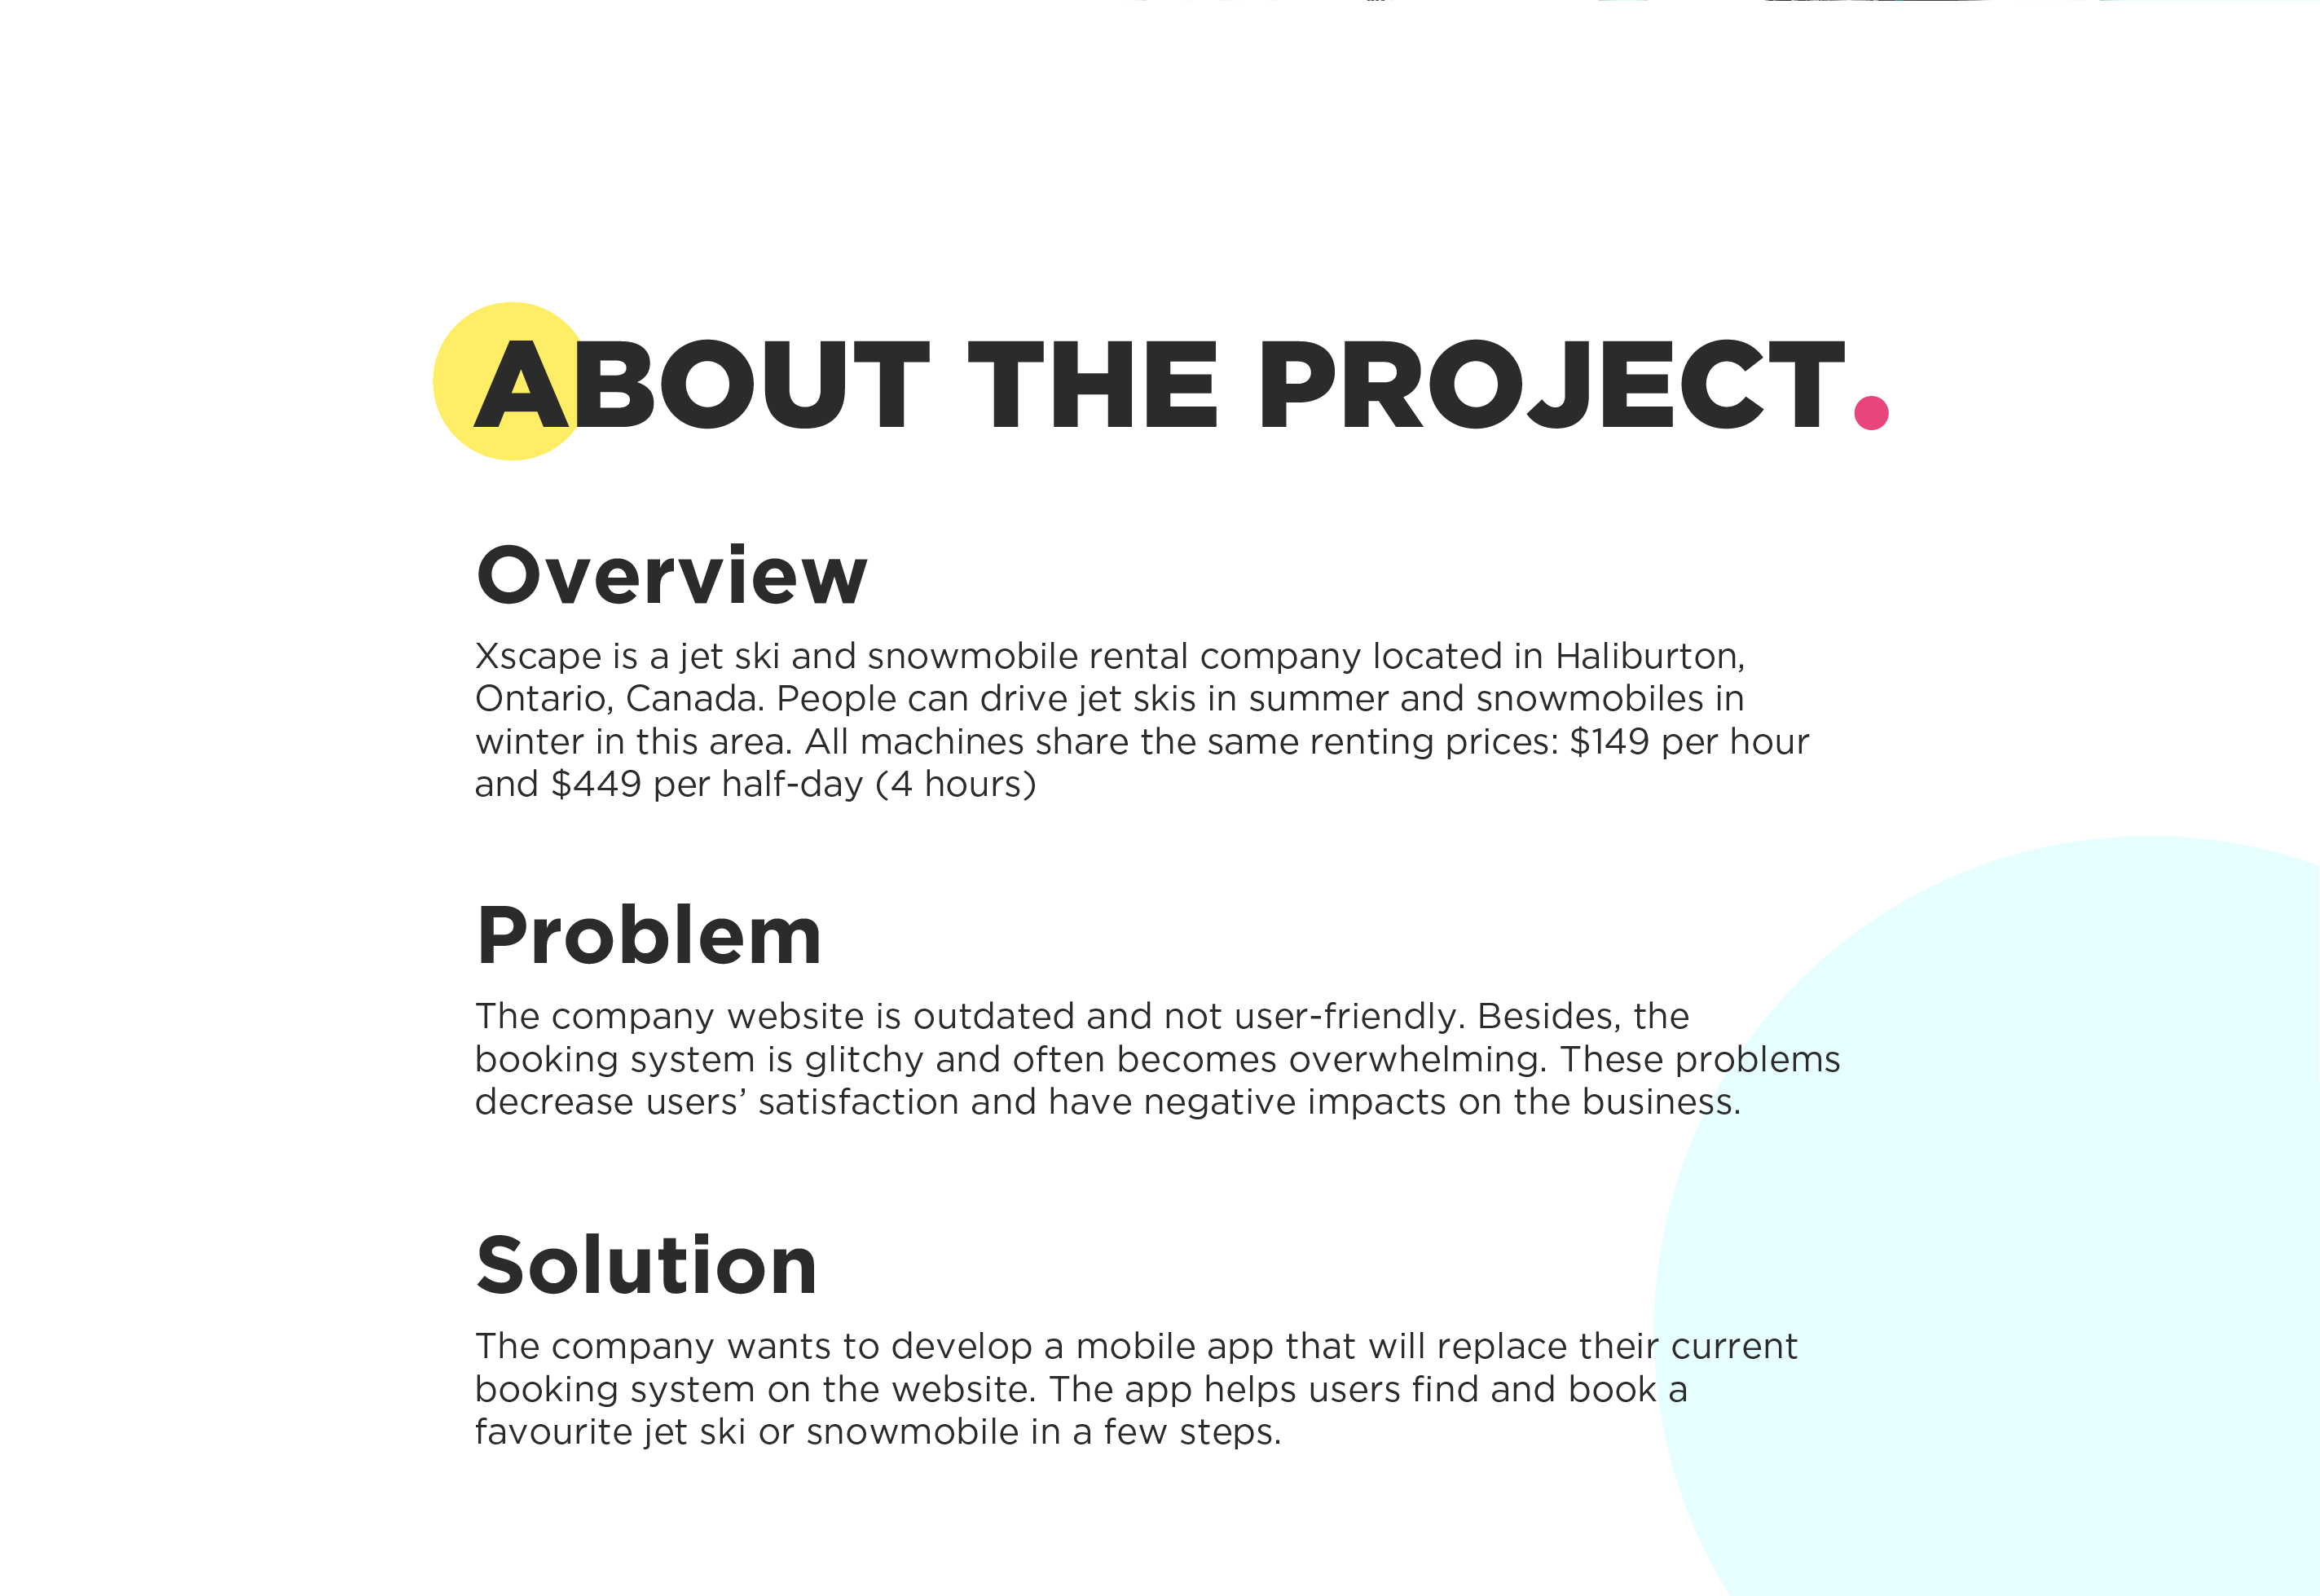 ABOUT THE PROJECT.
Overview
Xscape is a jet ski and snowmobile rental company located in Haliburton,
Ontario, Canada. People can drive jet skis in summer and snowmobiles in
winter in this area. All machines share the same renting prices: $149 per hour
and $449 per half-day (4 hours)
Problem
The company website is outdated and not user-friendly. Besides, the
booking system is glitchy and often becomes overwhelming. These problems
decrease users’ satisfaction and have negative impacts on the business.
Solution
The company wants to develop a mobile app that will replace their current
booking system on the website. The app helps users find and book a
favourite jet ski or snowmobile in a few steps.